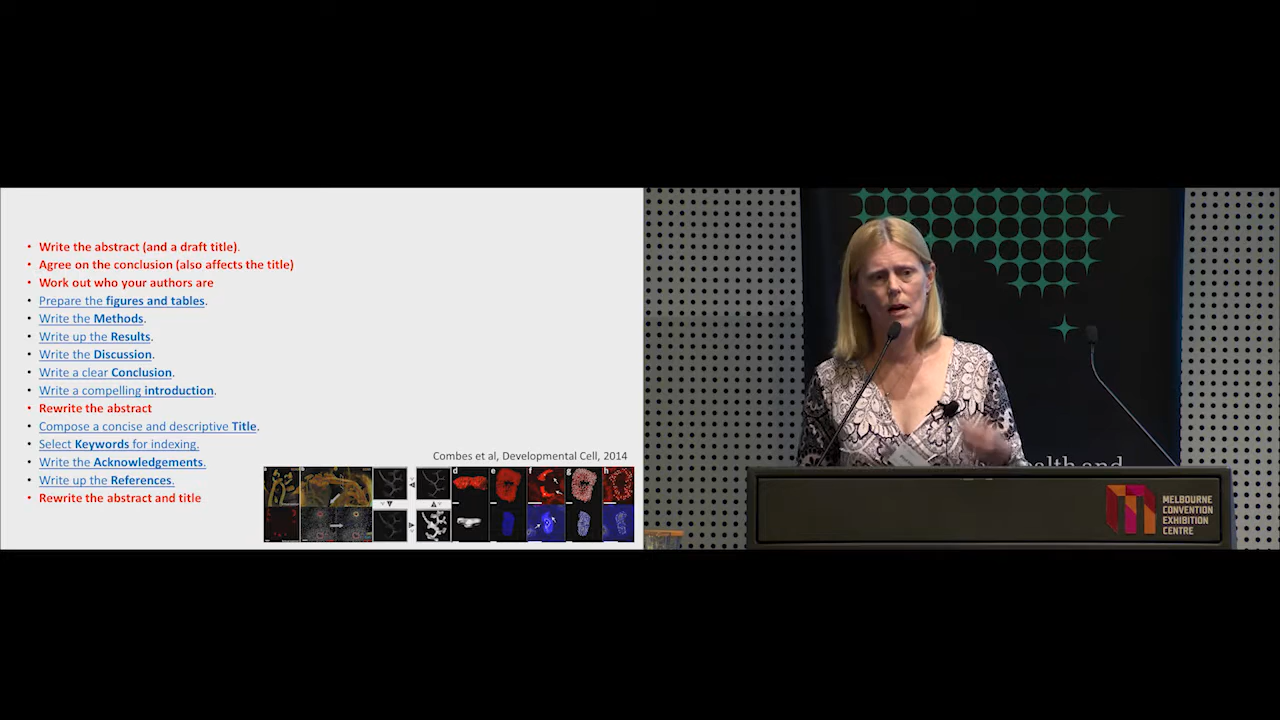 • Write the abstract (and a draft title).
• Agree on the conclusion (also affects the title)
• Work out who your authors are
• Prepare the figures and tables.
• Write the Methods.
• Write up the Results.
• Write the Discussion.
• Write a clear Conclusion.
• Write a compelling introduction.
• Rewrite the abstract
• Compose a concise and descriptive Title.
• Select Keywords for indexing.
• Write the Acknowledgements.
• Write up the References.
• Rewrite the abstract and title
Combes et al, Developmental Cell, 2014
d e f g h
and
MELBOURNE
CONVENTION
EXHIBITION
CENTRE